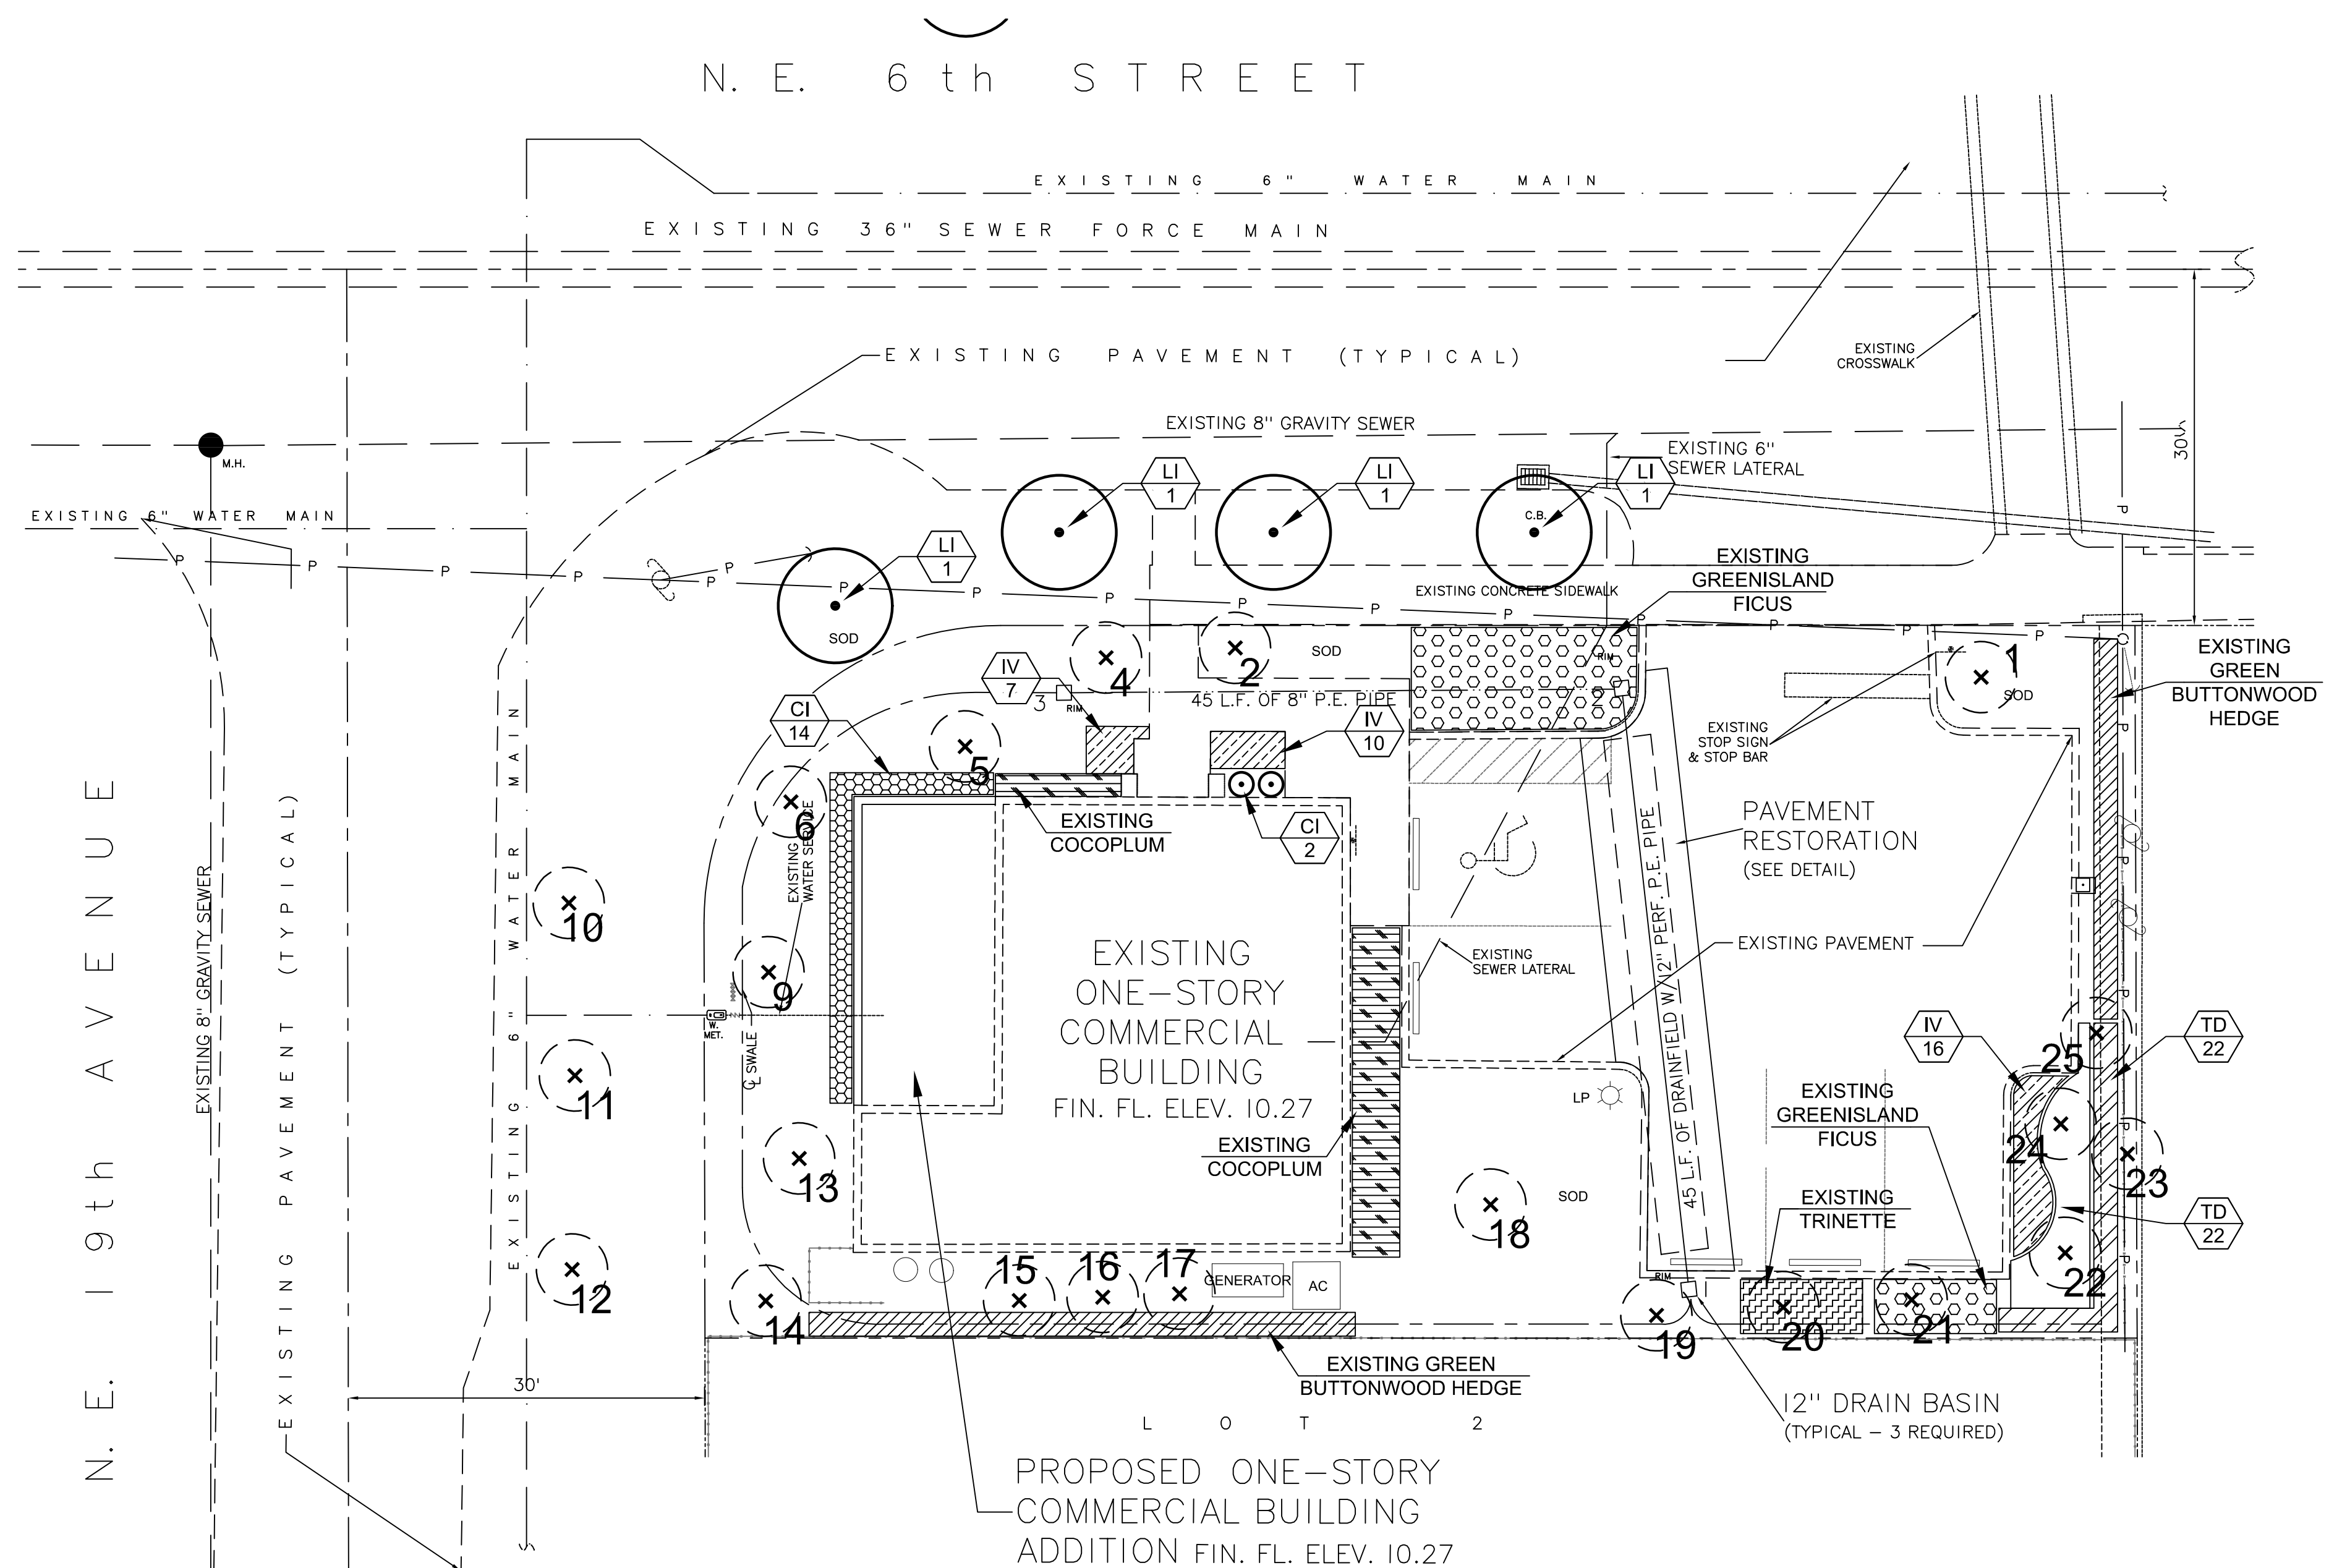 N. E. 6th STREET
EXISTING 6" WATER MAIN
EXISTING 36" SEWER FORCE MAIN
EXISTING PAVEMENT (TYPICAL)
EXISTING
CROSSWALK
30'
EXISTING 8" GRAVITY SEWER
EXISTING 6"
SEWER LATERAL
M.H.
EXISTING 6" WATER MAIN
LI
1
LI
1
LI
1
LI
1
C.B.
P P P P P P P P P P P P P P P
EXISTING CONCRETE SIDEWALK
EXISTING
GREENISLAND
FICUS
SOD
SOD
SOD
4
2
1
RIM
IV
7
3
RIM
45 L.F. OF 8" P.E. PIPE
2
CI
14
IV
10
5
6
EXISTING
GREEN
BUTTONWOOD
HEDGE
EXISTING
STOP SIGN
& STOP BAR
EXISTING
COCOPLUM
CI
2
PAVEMENT
RESTORATION
(SEE DETAIL)
EXISTING
WATER SERVICE
10
9
W.
MET.
CL SWALE
11
13
12
14
EXISTING
ONE-STORY
COMMERCIAL
BUILDING
FIN. FL. ELEV. 10.27
EXISTING
SEWER LATERAL
EXISTING PAVEMENT
45 L.F. OF DRAINFIELD W/12" PERF. P.E. PIPE
LP
EXISTING
COCOPLUM
18
SOD
IV
16
25
TD
22
EXISTING
GREENISLAND
FICUS
24
23
EXISTING
TRINETTE
TD
22
22
P P P P P P
15
16
17
GENERATOR
AC
RIM
19
20
21
EXISTING GREEN
BUTTONWOOD HEDGE
12" DRAIN BASIN
(TYPICAL - 3 REQUIRED)
30'
LOT 2
PROPOSED ONE-STORY
COMMERCIAL BUILDING
ADDITION FIN. FL. ELEV. 10.27
N. E. 19th AVENUE
EXISTING 8" GRAVITY SEWER
EXISTING PAVEMENT (TYPICAL)
EXISTING 6" WATER MAIN